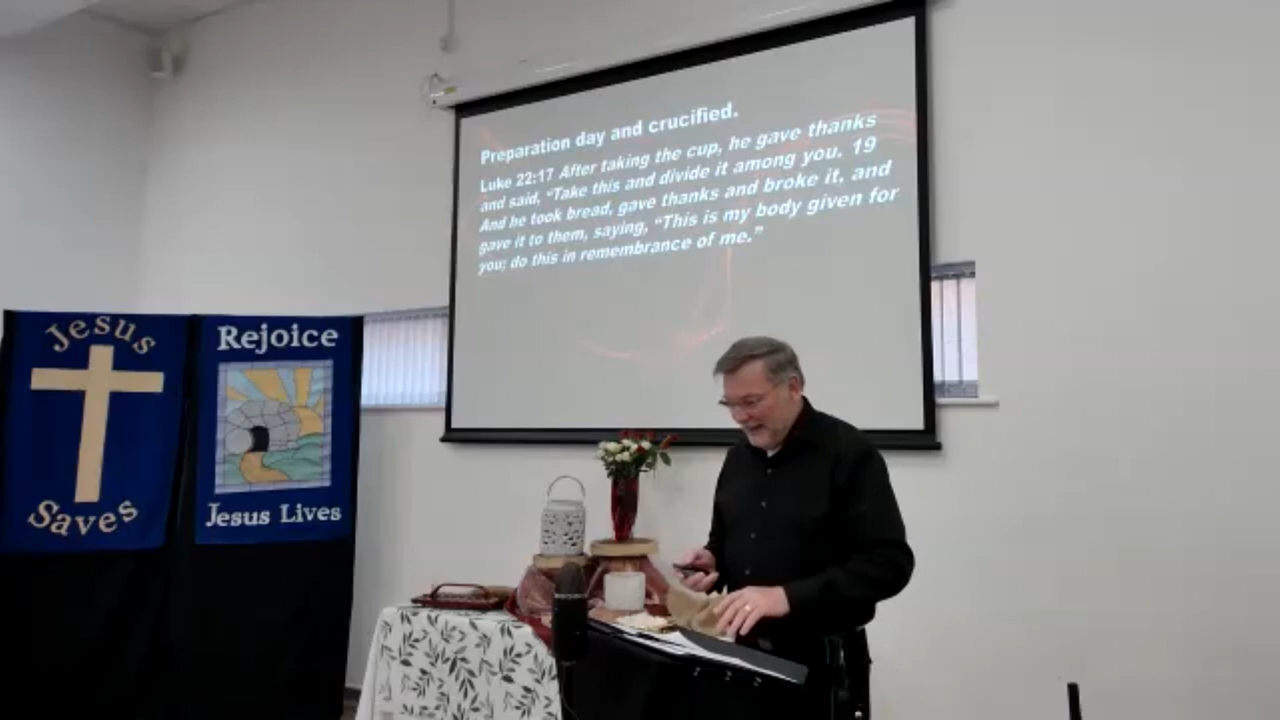 Preparation day and crucified.
Luke 22:17 After taking the cup, he gave thanks
and said, “Take this and divide it among you. 19
And he took bread, gave thanks and broke it, and
gave it to them, saying, “This is my body given for
you; do this in remembrance of me.”
Jesus
Saves
Rejoice
Jesus Lives